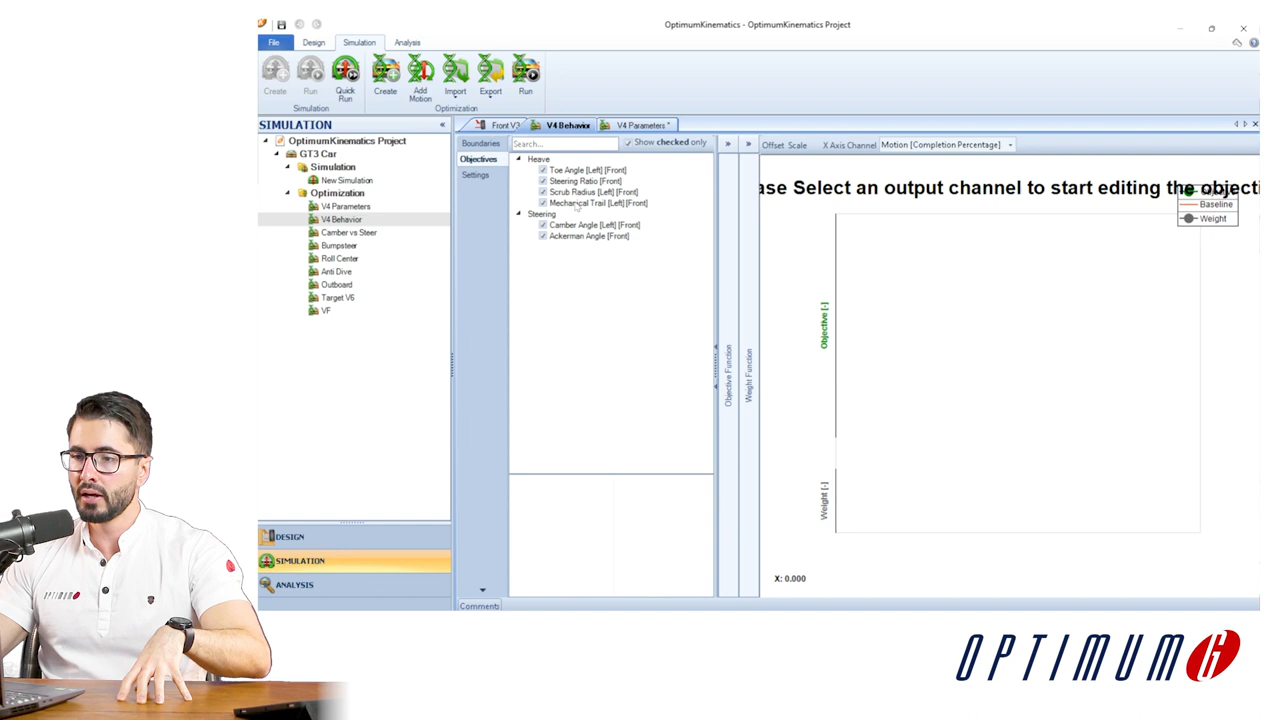 OptimumKinematics - OptimumKinematics Project
File Design Simulation Analysis
Create Run Quick Run Create Add Motion Import Export Run
Simulation Optimization
SIMULATION «
OptimumKinematics Project
GT3 Car
Simulation
New Simulation
Optimization
V4 Parameters
V4 Behavior
Camber vs Steer
Bumpsteer
Roll Center
Anti Dive
Outboard
Target V6
VF
DESIGN
SIMULATION
ANALYSIS
Front V3 V4 Behavior V4 Parameters *
Boundaries
Objectives
Settings
Comments
Search... Show checked only
Heave
Toe Angle [Left] [Front]
Steering Ratio [Front]
Scrub Radius [Left] [Front]
Mechanical Trail [Left] [Front]
Steering
Camber Angle [Left] [Front]
Ackerman Angle [Front]
» »
Objective Function
Weight Function
Offset Scale X Axis Channel Motion [Completion Percentage]
ase Select an output channel to start editing the objecti
Baseline
Weight
Objective [-]
Weight [-]
X: 0.000
OPTIMUMG
OPTIMUM G